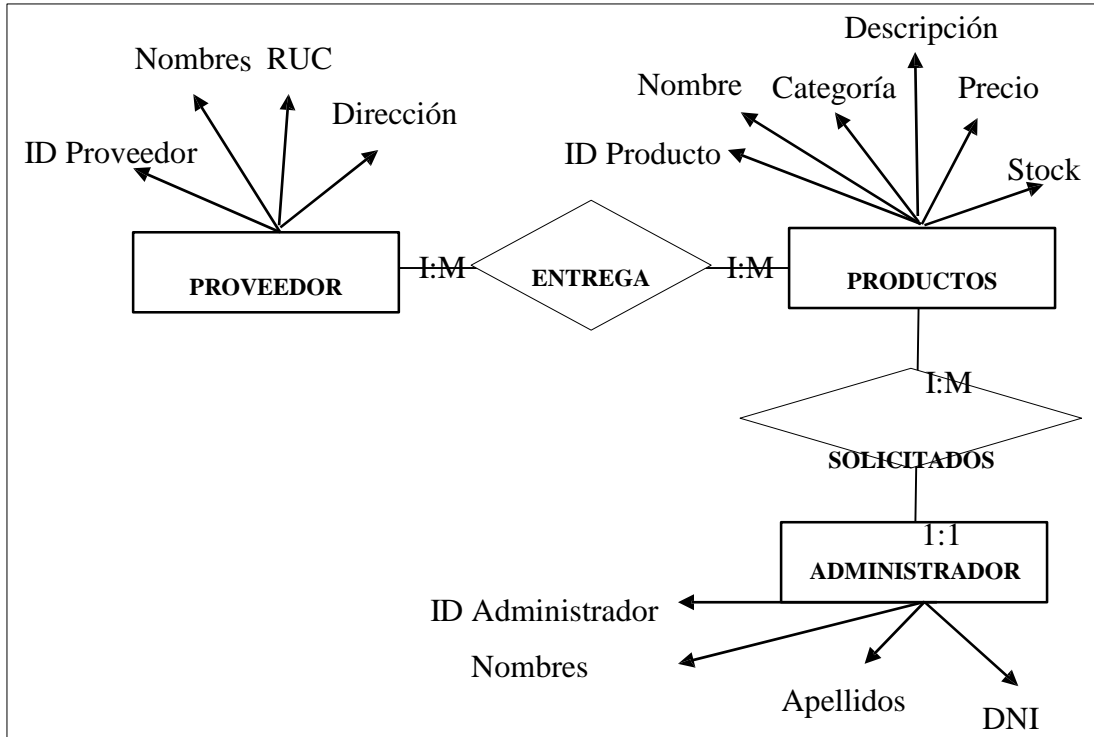 Descripción
Nombres RUC
Nombre
Categoría
Precio
Dirección
ID Proveedor
ID Producto
Stock
PROVEEDOR
I:M
ENTREGA
I:M
PRODUCTOS
I:M
SOLICITADOS
1:1
ADMINISTRADOR
ID Administrador
Nombres
Apellidos
DNI